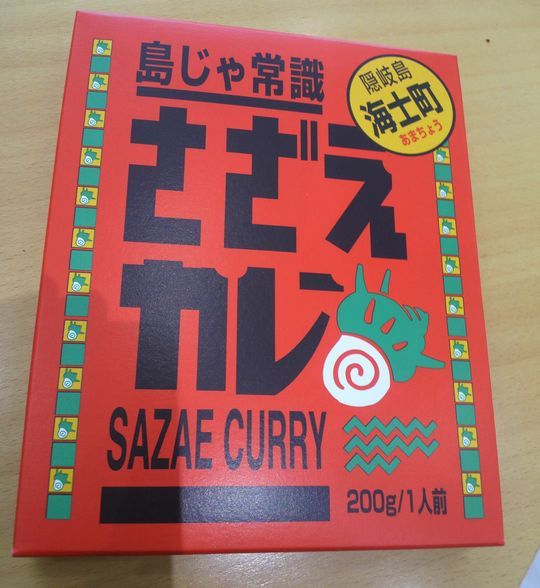 島じゃ常識
隠岐島
海士町
あまちょう
さざえ
カレー
SAZAE CURRY
200g/1人前